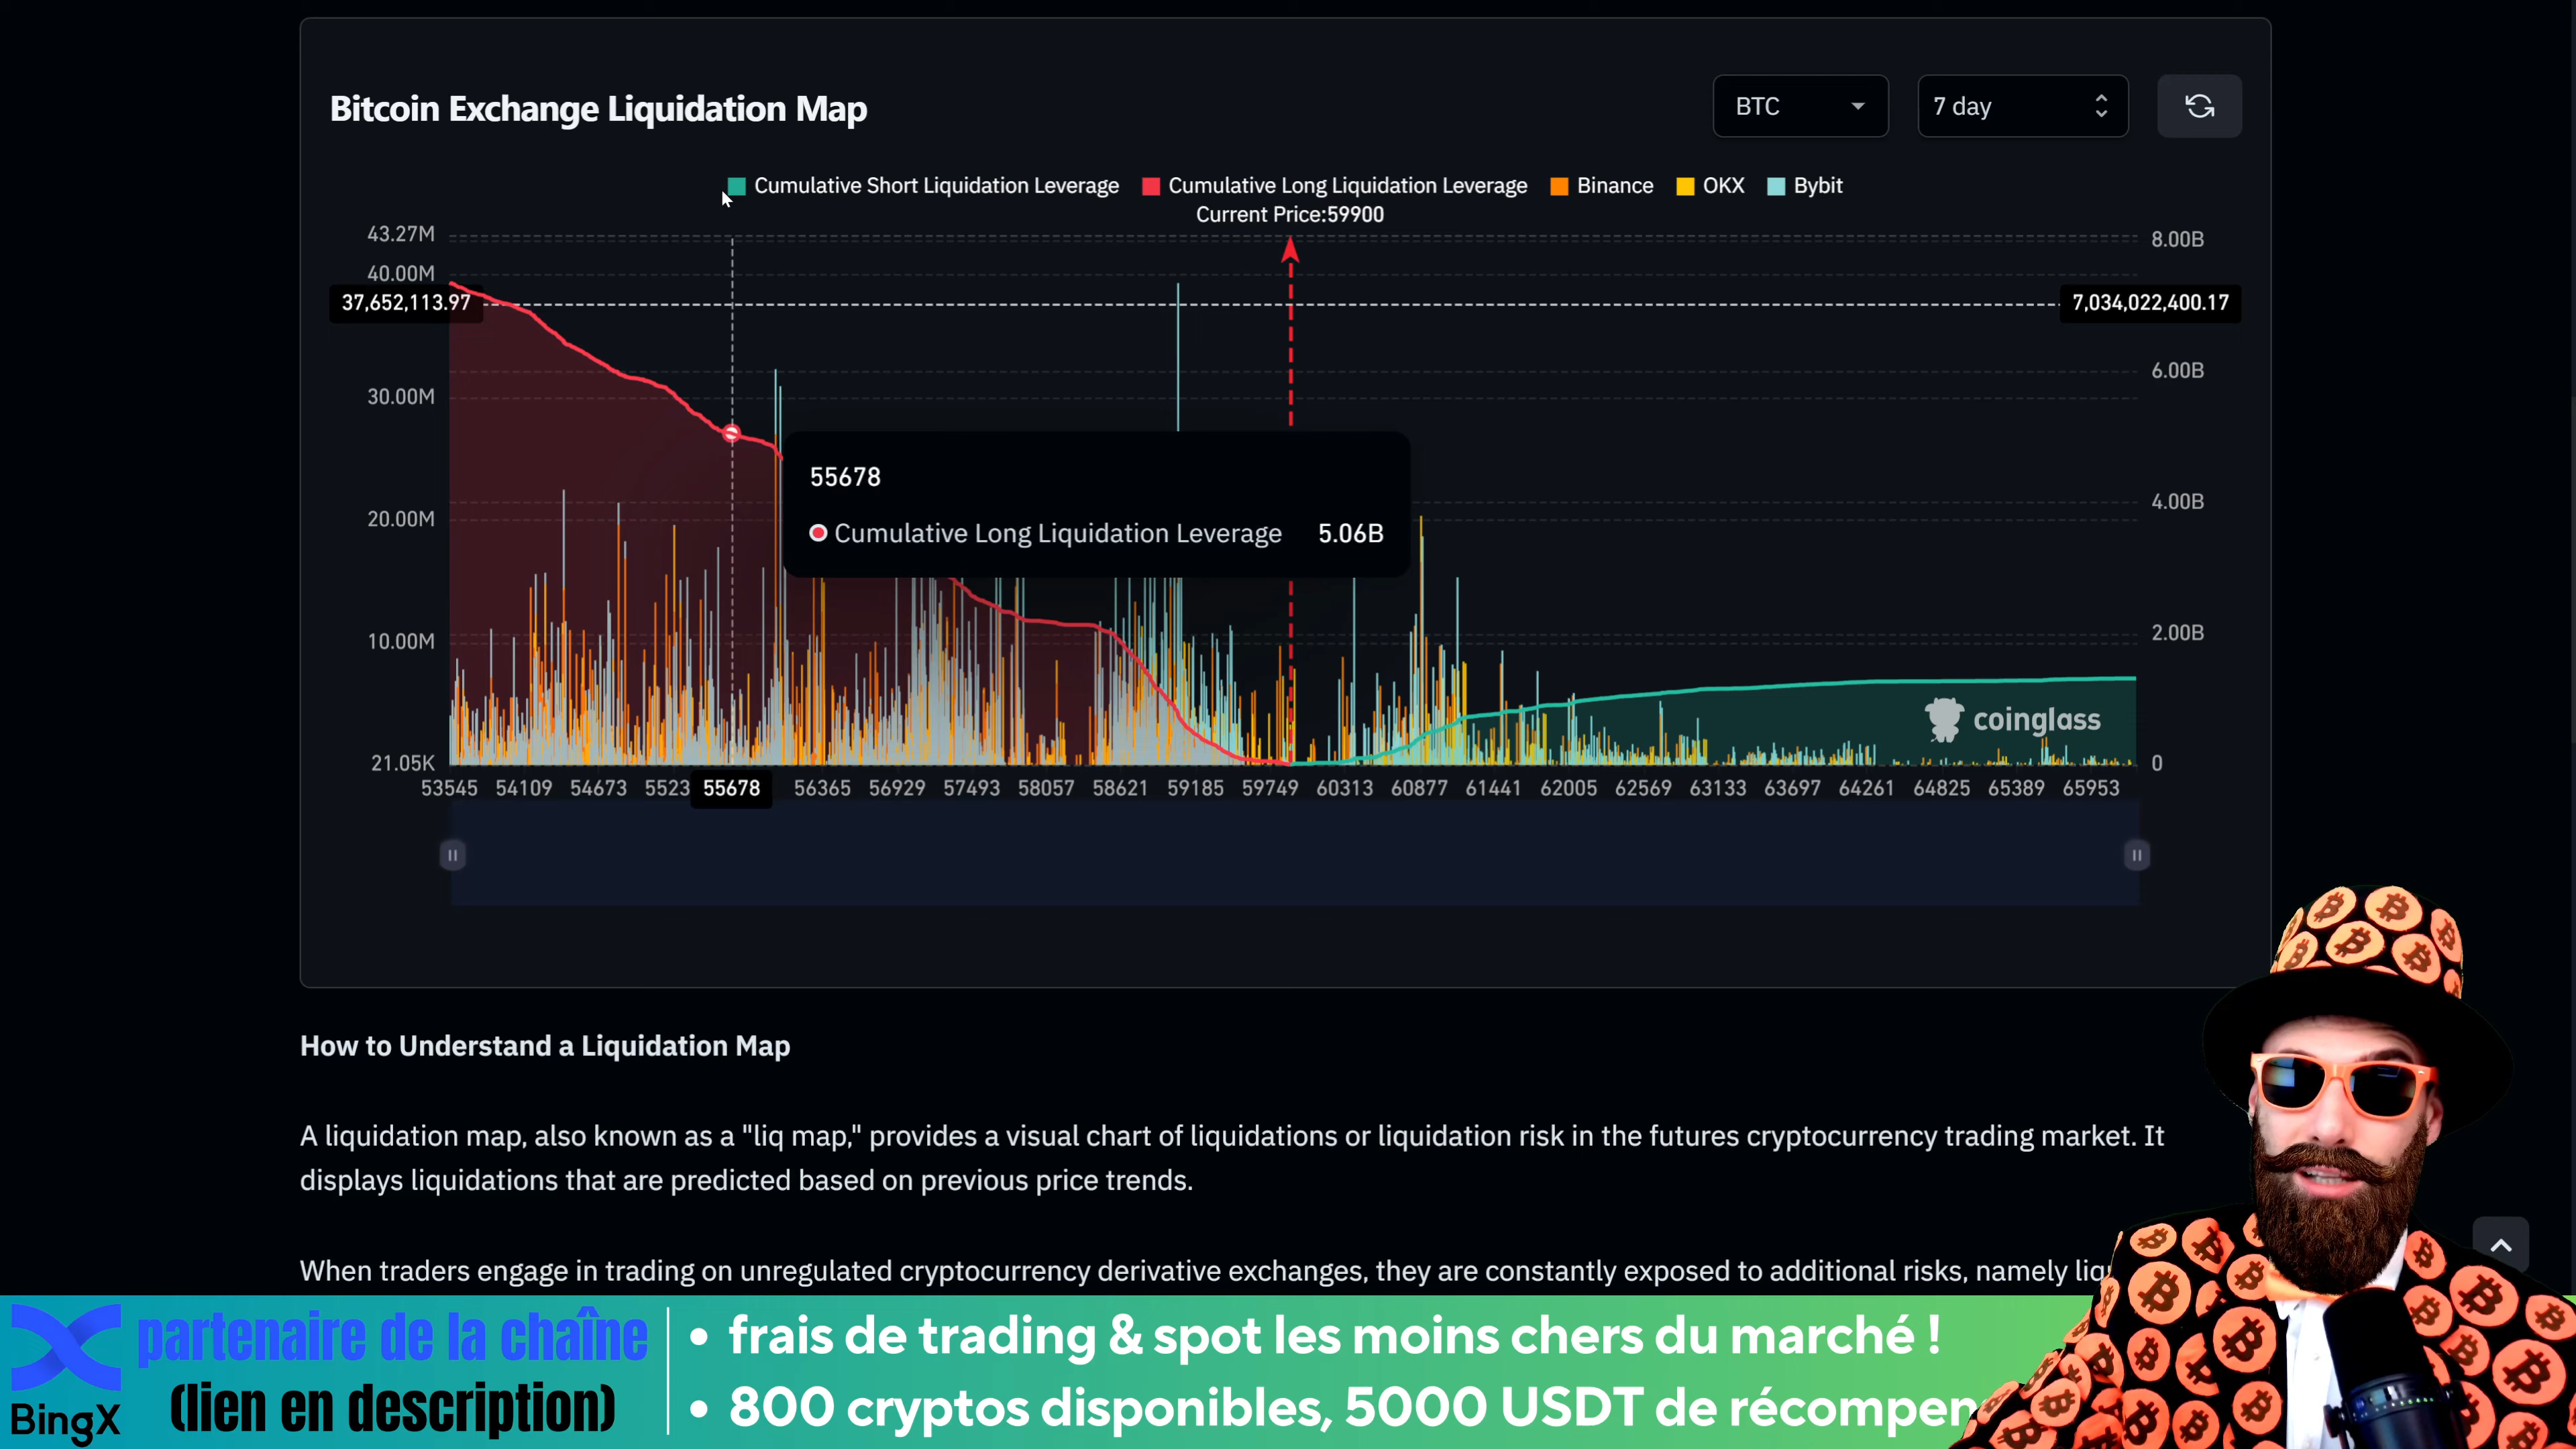 Bitcoin Exchange Liquidation Map
BTC
7 day
Cumulative Short Liquidation Leverage
Cumulative Long Liquidation Leverage
Binance
OKX
Bybit
Current Price:59900
43.27M
40.00M
37,652,113.97
30.00M
20.00M
10.00M
21.05K
8.00B
7,034,022,400.17
6.00B
4.00B
2.00B
0
55678
Cumulative Long Liquidation Leverage 5.06B
coinglass
53545 54109 54673 5523 55678 56365 56929 57493 58057 58621 59185 59749 60313 60877 61441 62005 62569 63133 63697 64261 64825 65389 65953
How to Understand a Liquidation Map
A liquidation map, also known as a "liq map," provides a visual chart of liquidations or liquidation risk in the futures cryptocurrency trading market. It
displays liquidations that are predicted based on previous price trends.
When traders engage in trading on unregulated cryptocurrency derivative exchanges, they are constantly exposed to additional risks, namely
BingX
partenaire de la chaîne
(lien en description)
• frais de trading & spot les moins chers du marché !
• 800 cryptos disponibles, 5000 USDT de